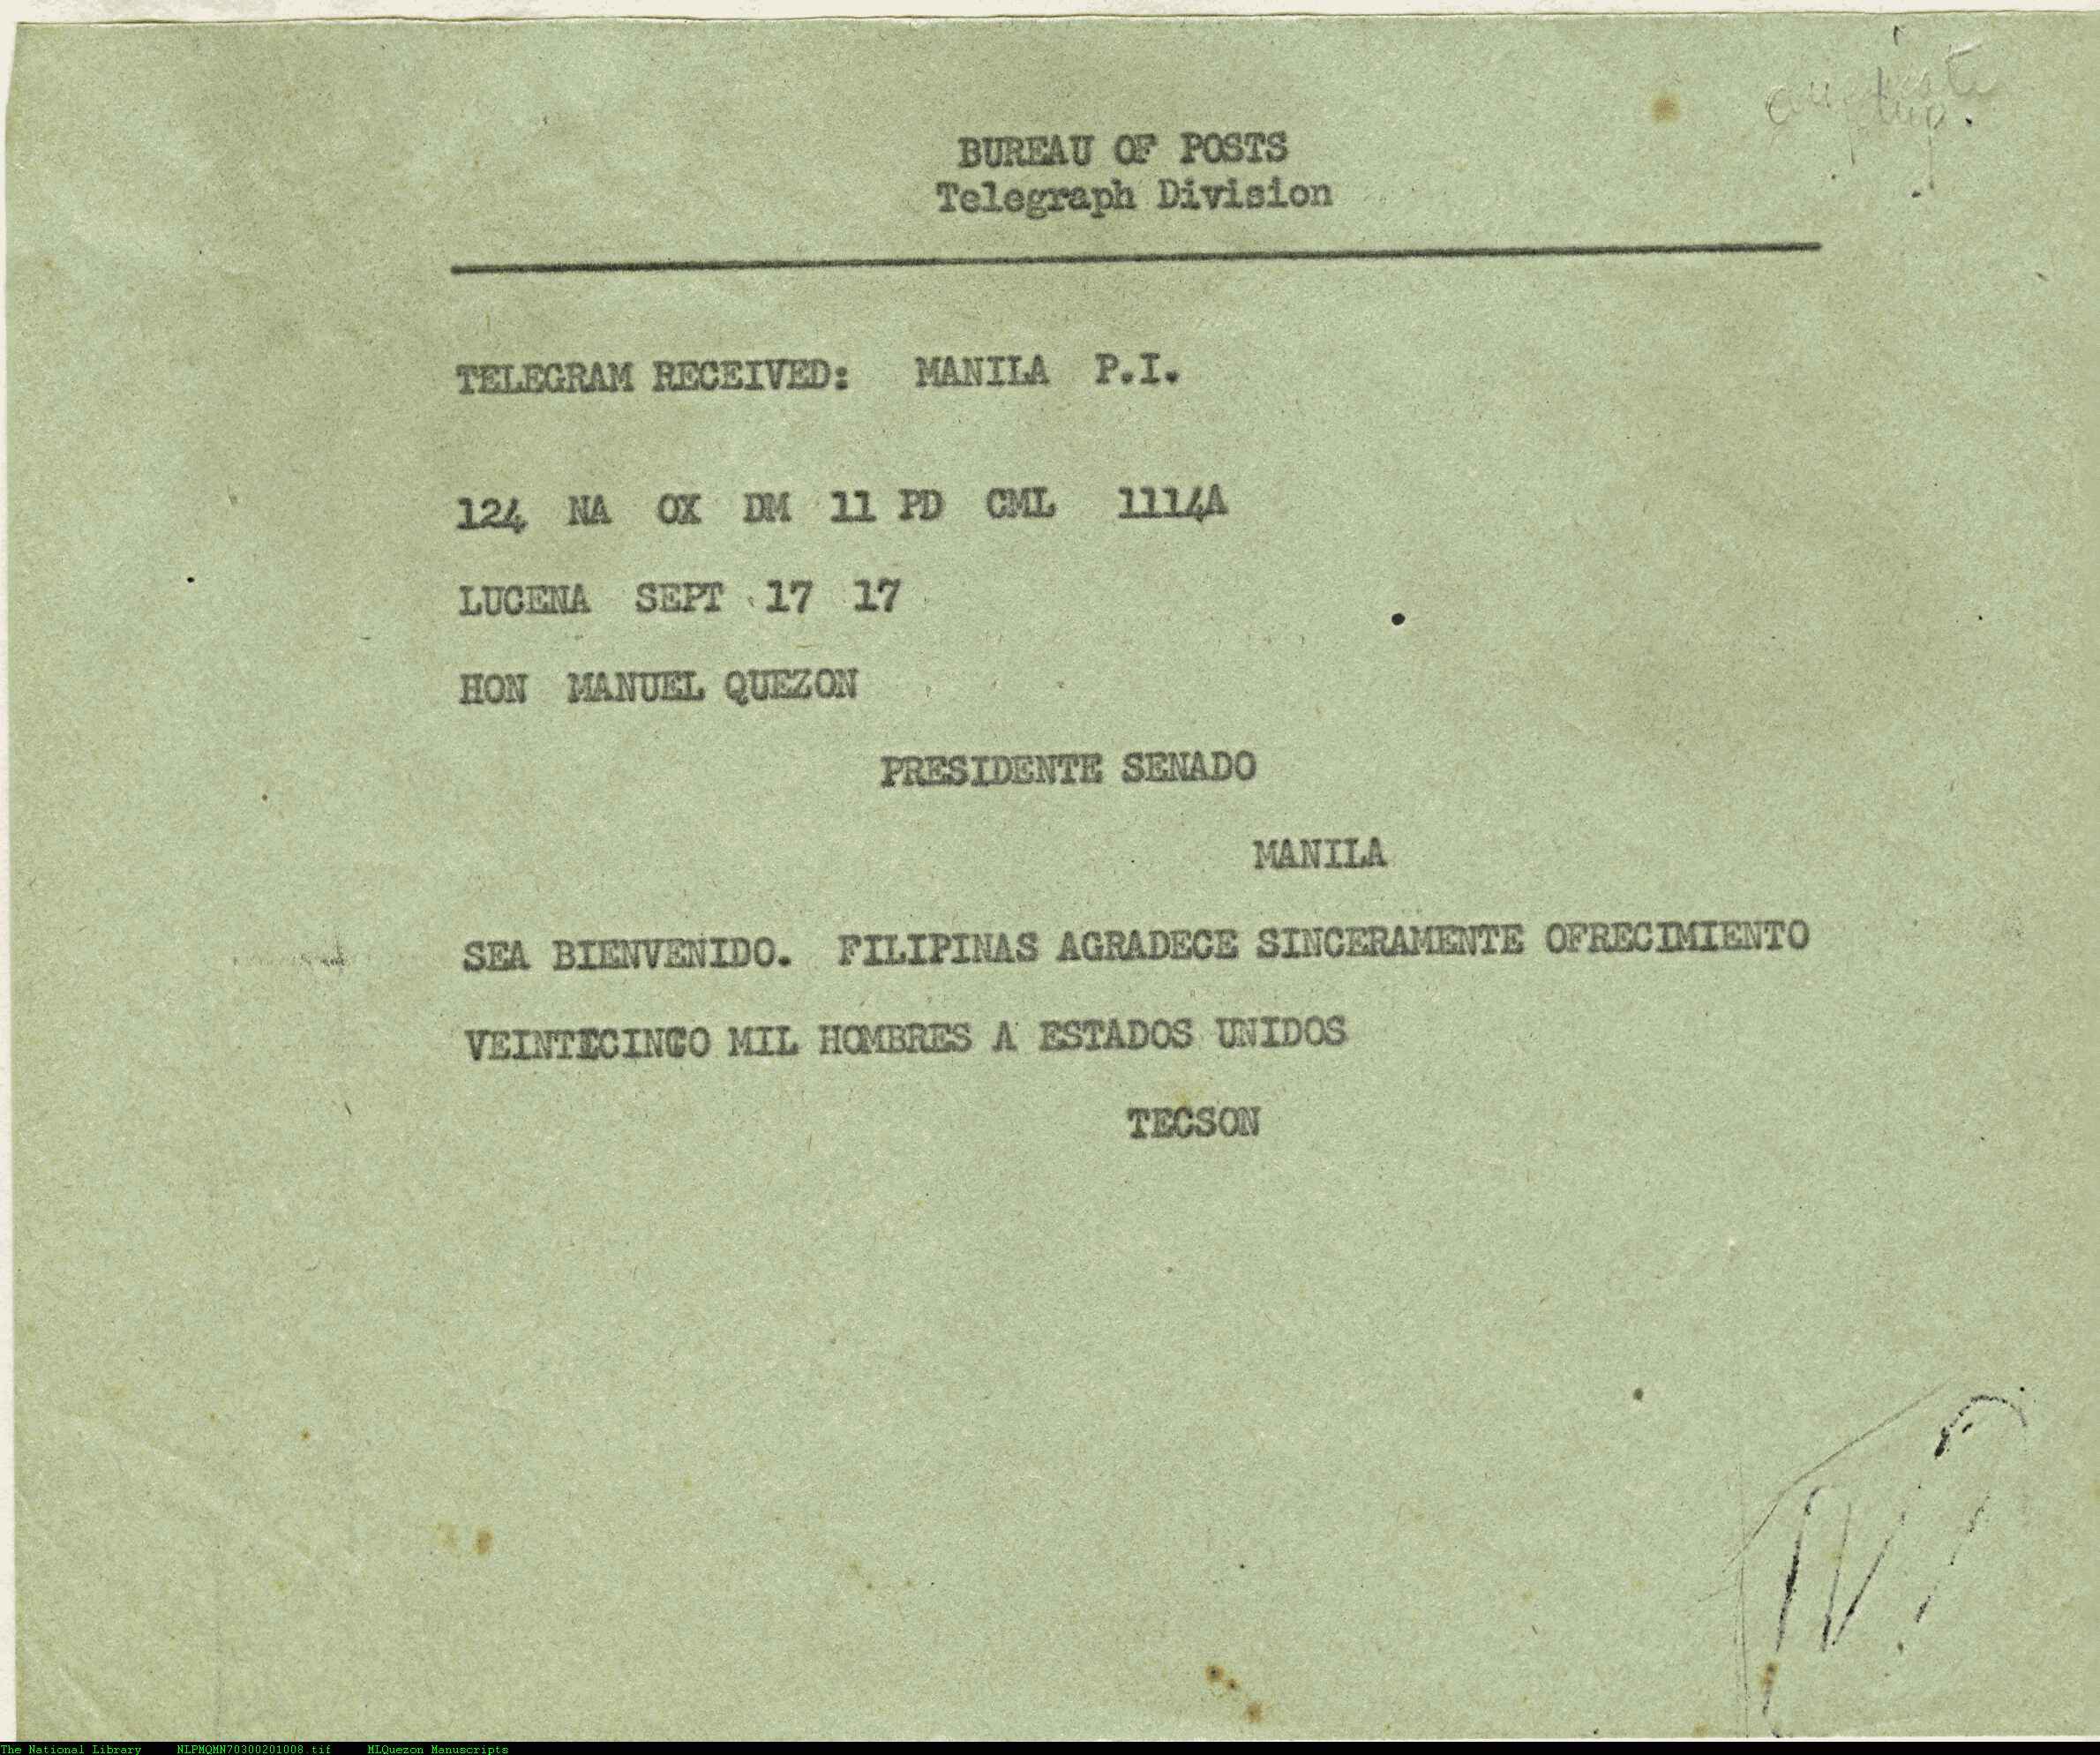 BUREAU OF POSTS
Telegraph Division
TELEGRAM RECEIVED: MANILA P.I.
124 NA OX DM 11 PD CML 1114A
LUCENA SEPT 17 17
HON MANUEL QUEZON
PRESIDENTE SENADO
MANILA
SEA BIENVENIDO. FILIPINAS AGRADECE SINCERAMENTE OFRECIMIENTO
VEINTECINCO MIL HOMBRES A ESTADOS UNIDOS
TECSON
The National Library NLPMQMN70300201008.tif MLQuezon Manuscripts